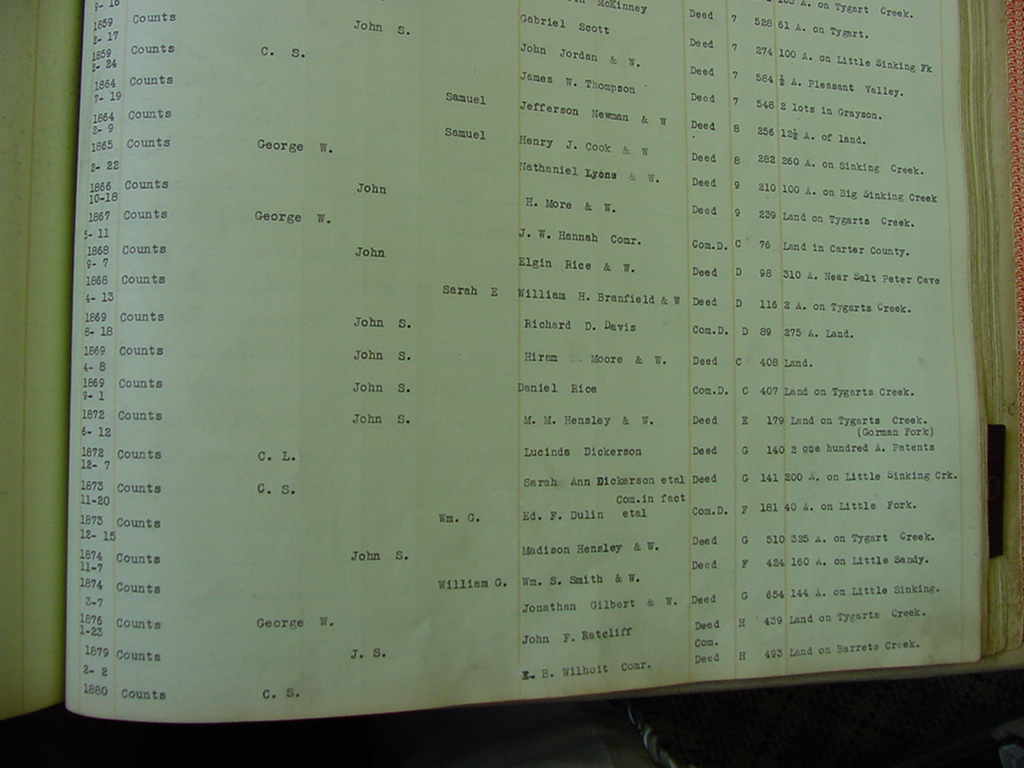 9- 18 McKinney Deed 7 528 A. on Tygart Creek.
1859 Counts John S. Gabriel Scott 61 A. on Tygart.
8- 17 Deed 7 274 100 A. on Little Sinking Fk
1859 Counts C. S. John Jordan & W.
8- 24 Deed 7 584 ½ A. Pleasant Valley.
1864 Counts James W. Thompson
7- 19 Samuel Deed 7 548 2 lots in Grayson.
1864 Counts Jefferson Newman & W
2- 9 Samuel Deed 8 256 12½ A. of land.
1865 Counts George W. Henry J. Cook & W
2- 22 Deed 8 282 260 A. on Sinking Creek.
1866 Counts John Nathaniel Lyons & W.
10-18 Deed 9 210 100 A. on Big Sinking Creek
1867 Counts George W. H. More & W. Deed 9 239 Land on Tygarts Creek.
5- 11 J. W. Hannah Comr. Com.D. C 76 Land in Carter County.
1868 Counts John
9- 7 Elgin Rice & W. Deed D 98 310 A. Near Salt Peter Cave
1868 Counts
4- 13 Sarah E William H. Branfield & W Deed D 116 2 A. on Tygarts Creek.
1869 Counts John S. Richard D. Davis Com.D. D 89 275 A. Land.
8- 18
1869 Counts John S. Hiram Moore & W. Deed C 408 Land.
4- 8
1869 Counts John S. Daniel Rice Com.D. C 407 Land on Tygarts Creek.
9- 1
1872 Counts John S. M. M. Hensley & W. Deed E 179 Land on Tygarts Creek.
6- 12 (Gorman Fork)
1872 Counts C. L. Lucinda Dickerson Deed G 140 2 one hundred A. Patents
12- 7
1873 Counts C. S. Sarah Ann Dickerson etal Deed G 141 200 A. on Little Sinking Crk.
11-20 Com.in fact
1873 Counts Wm. G. Ed. F. Dulin etal Com.D. F 181 40 A. on Little Fork.
12- 15
1874 Counts John S. Madison Hensley & W. Deed G 510 325 A. on Tygart Creek.
11-7
1874 Counts William G. Wm. S. Smith & W. Deed F 424 160 A. on Little Sandy.
3-7 Jonathan Gilbert & W. Deed G 654 144 A. on Little Sinking.
1876 Counts George W.
1-23 John F. Ratcliff Deed H 439 Land on Tygarts Creek.
1879 Counts J. S. Com.
2- 2 E. B. Wilhoit Comr. Deed H 493 Land on Barrets Creek.
1880 Counts C. S.